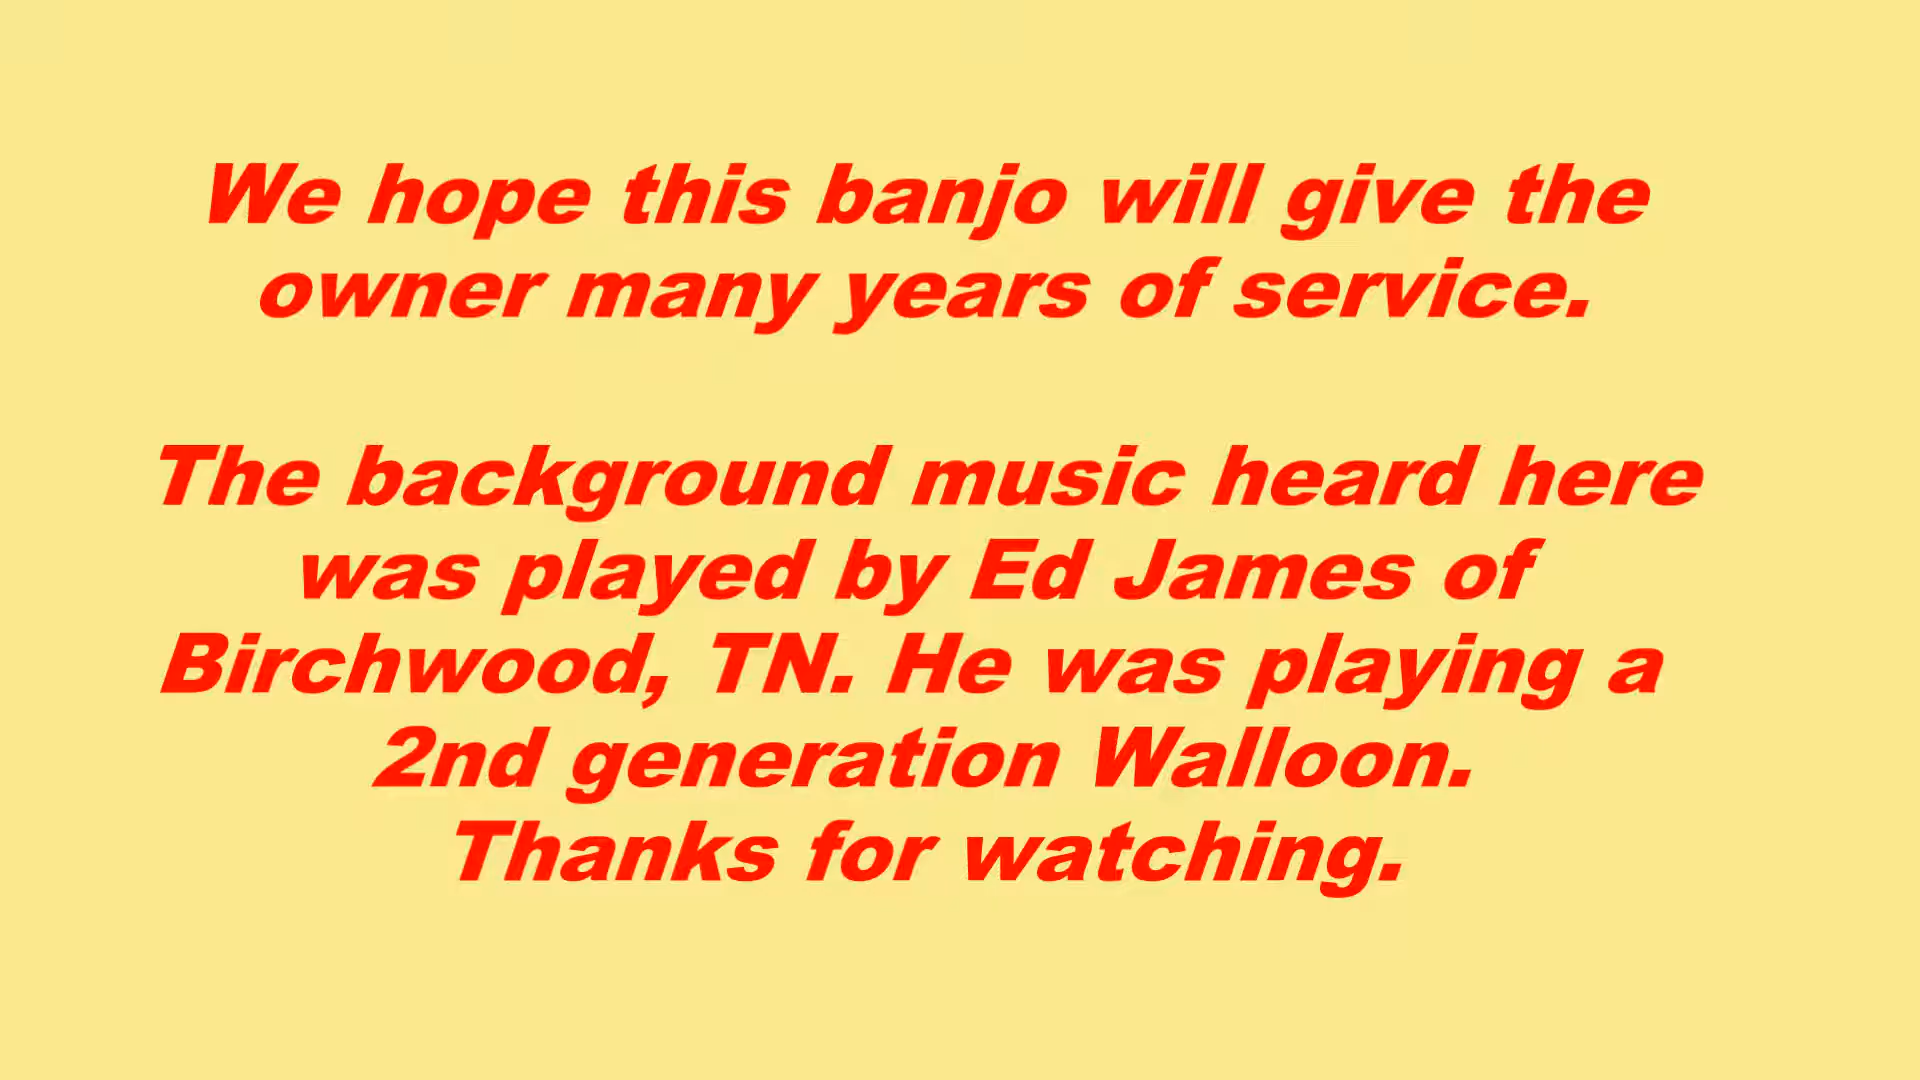 We hope this banjo will give the
owner many years of service.
The background music heard here
was played by Ed James of
Birchwood, TN. He was playing a
2nd generation Walloon.
Thanks for watching.